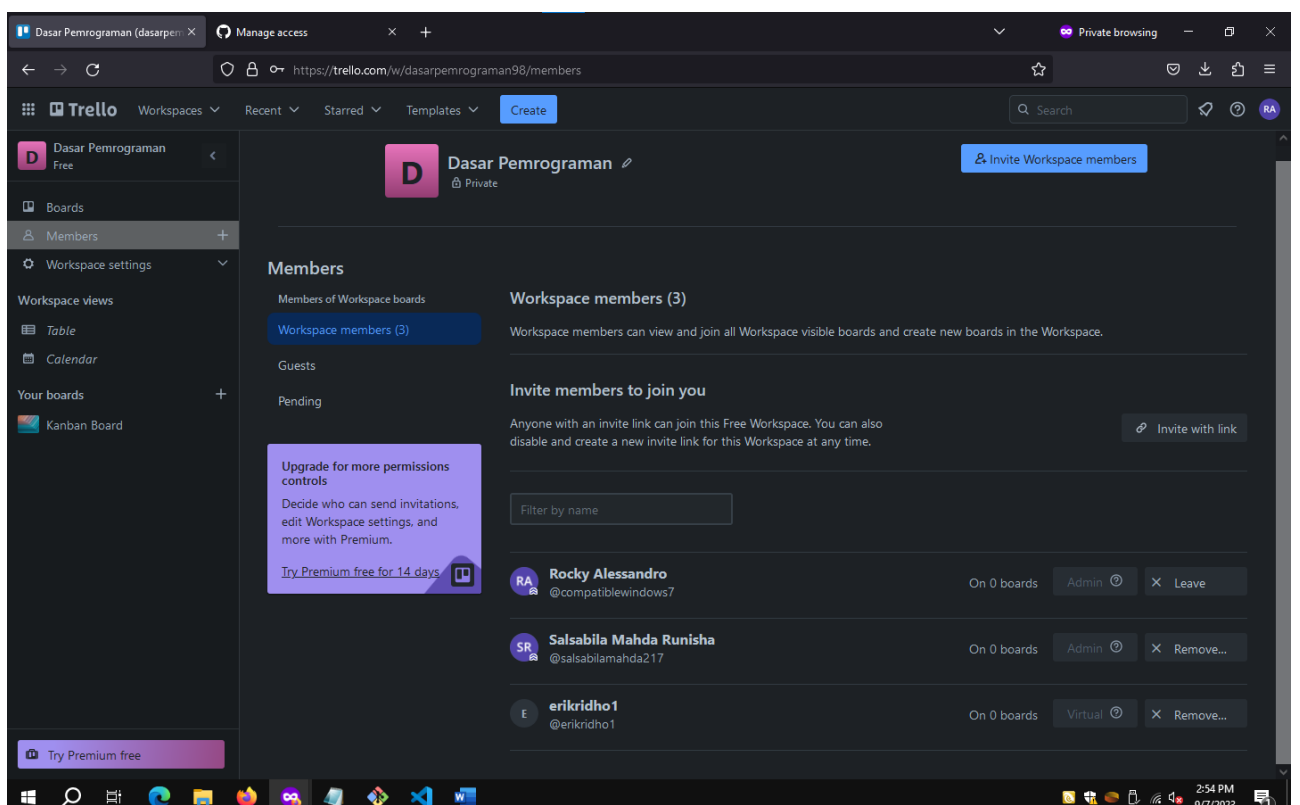 Dasar Pemrograman (dasarpem
Manage access
Private browsing
https://trello.com/w/dasarpemrograman98/members
Trello
Workspaces
Recent
Starred
Templates
Create
Search
RA
D
Dasar Pemrograman
Free
Boards
Members
Workspace settings
Workspace views
Table
Calendar
Your boards
Kanban Board
Try Premium free
D
Dasar Pemrograman
Private
Invite Workspace members
Members
Members of Workspace boards
Workspace members (3)
Guests
Pending
Upgrade for more permissions
controls
Decide who can send invitations,
edit Workspace settings, and
more with Premium.
Try Premium free for 14 days
Workspace members (3)
Workspace members can view and join all Workspace visible boards and create new boards in the Workspace.
Invite members to join you
Anyone with an invite link can join this Free Workspace. You can also
disable and create a new invite link for this Workspace at any time.
Invite with link
Filter by name
RA
Rocky Alessandro
@compatiblewindows7
On 0 boards
Admin
Leave
SR
Salsabila Mahda Runisha
@salsabilamahda217
On 0 boards
Admin
Remove...
E
erikridho1
@erikridho1
On 0 boards
Virtual
Remove...
2:54 PM